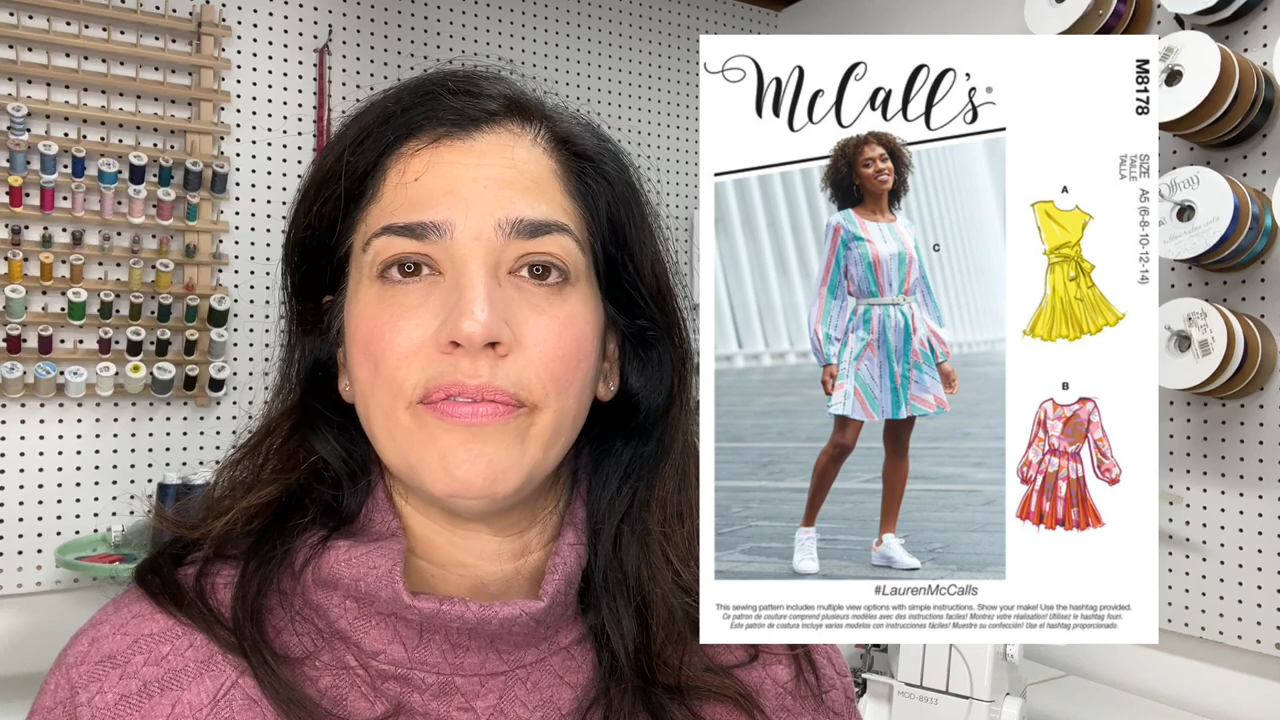 McCall's®
M8178
SIZE A5 (6-8-10-12-14)
TAILLE
TALLA
A
C
B
#LaurenMcCalls
This sewing pattern includes multiple view options with simple instructions. Show your make! Use the hashtag provided.
Ce patron de couture comprend plusieurs modèles avec des instructions faciles! Montrez votre réalisation! Utilisez le hashtag fourni.
Este patrón de costura incluye varios modelos con instrucciones fáciles! Muestre su confección! Use el hashtag proporcionado.
Offray
MOD-8933